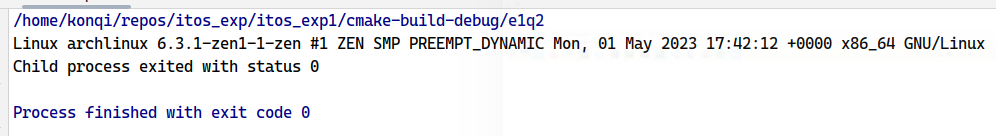 /home/konqi/repos/itos_exp/itos_exp1/cmake-build-debug/e1q2
Linux archlinux 6.3.1-zen1-1-zen #1 ZEN SMP PREEMPT_DYNAMIC Mon, 01 May 2023 17:42:12 +0000 x86_64 GNU/Linux
Child process exited with status 0
Process finished with exit code 0